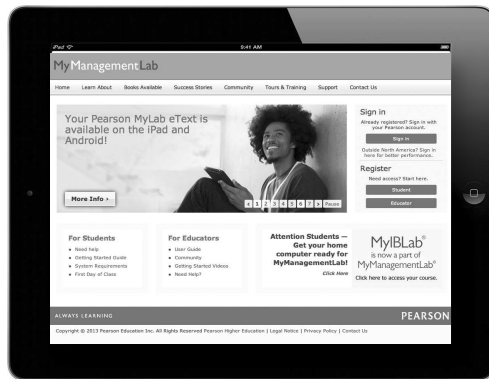 iPad
9:41 AM
MyManagementLab
Home Learn About Books Available Success Stories Community Tours & Training Support Contact Us
Your Pearson MyLab eText is
available on the iPad and
Android!
More Info ›
1 2 3 4 5 6 7 Pause
Sign in
Already registered? Sign in with
your Pearson account.
Sign in
Outside North America? Sign in
here for better performance.
Register
Need access? Start here.
Student
Educator
For Students
• Need help?
• Getting Started Guide
• System Requirements
• First Day of Class
For Educators
• User Guide
• Community
• Getting Started Videos
• Need Help?
Attention Students —
Get your home
computer ready for
MyManagementLab!
Click Here
MyIBLab®
is now a part of
MyManagementLab®
Click here to access your course.
ALWAYS LEARNING
PEARSON
Copyright © 2013 Pearson Education Inc. All Rights Reserved Pearson Higher Education | Legal Notice | Privacy Policy | Contact Us